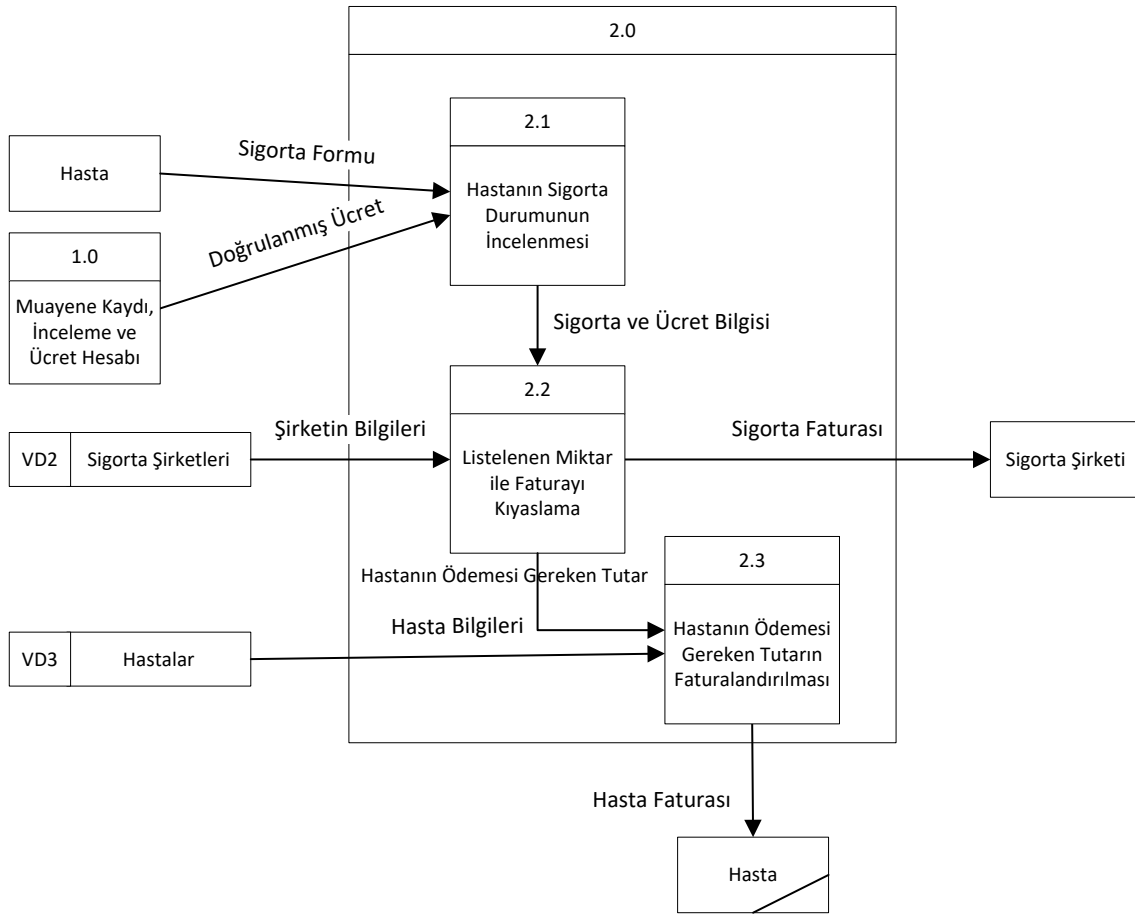 2.0
2.1
Hastanın Sigorta
Durumunun
İncelenmesi
Hasta
Sigorta Formu
Doğrulanmış Ücret
1.0
Muayene Kaydı,
İnceleme ve
Ücret Hesabı
Sigorta ve Ücret Bilgisi
2.2
Listelenen Miktar
ile Faturayı
Kıyaslama
VD2
Sigorta Şirketleri
Şirketin Bilgileri
Sigorta Faturası
Sigorta Şirketi
Hastanın Ödemesi Gereken Tutar
2.3
Hastanın Ödemesi
Gereken Tutarın
Faturalandırılması
Hasta Bilgileri
VD3
Hastalar
Hasta Faturası
Hasta